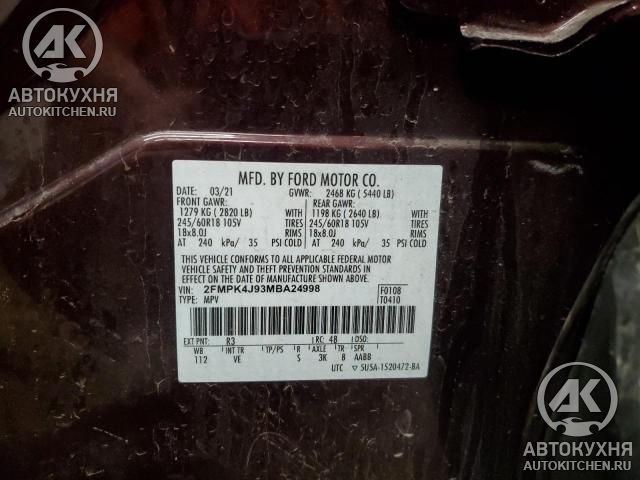 AK
АВТОКУХНЯ
AUTOKITCHEN.RU
MFD. BY FORD MOTOR CO.
DATE: 03/21 GVWR: 2468 KG ( 5440 LB)
FRONT GAWR: REAR GAWR:
1279 KG ( 2820 LB) 1198 KG ( 2640 LB)
245/60R18 105V TIRES 245/60R18 105V TIRES
18x8.0J RIMS 18x8.0J RIMS
AT 240 kPa/ 35 PSI COLD AT 240 kPa/ 35 PSI COLD
THIS VEHICLE CONFORMS TO ALL APPLICABLE FEDERAL MOTOR
VEHICLE SAFETY AND THEFT PREVENTION STANDARDS IN EFFECT
ON THE DATE OF MANUFACTURE SHOWN ABOVE.
VIN: 2FMPK4J93MBA24998 F0108
TYPE: MPV T0410
EXT PNT: R3 RC: 48 DSO:
WB INT TR TP/PS R AXLE TR SPR
112 VE S 3K 8 AABB
UTC ▽ 5U5A-1520472-BA
AK
АВТОКУХНЯ
AUTOKITCHEN.RU